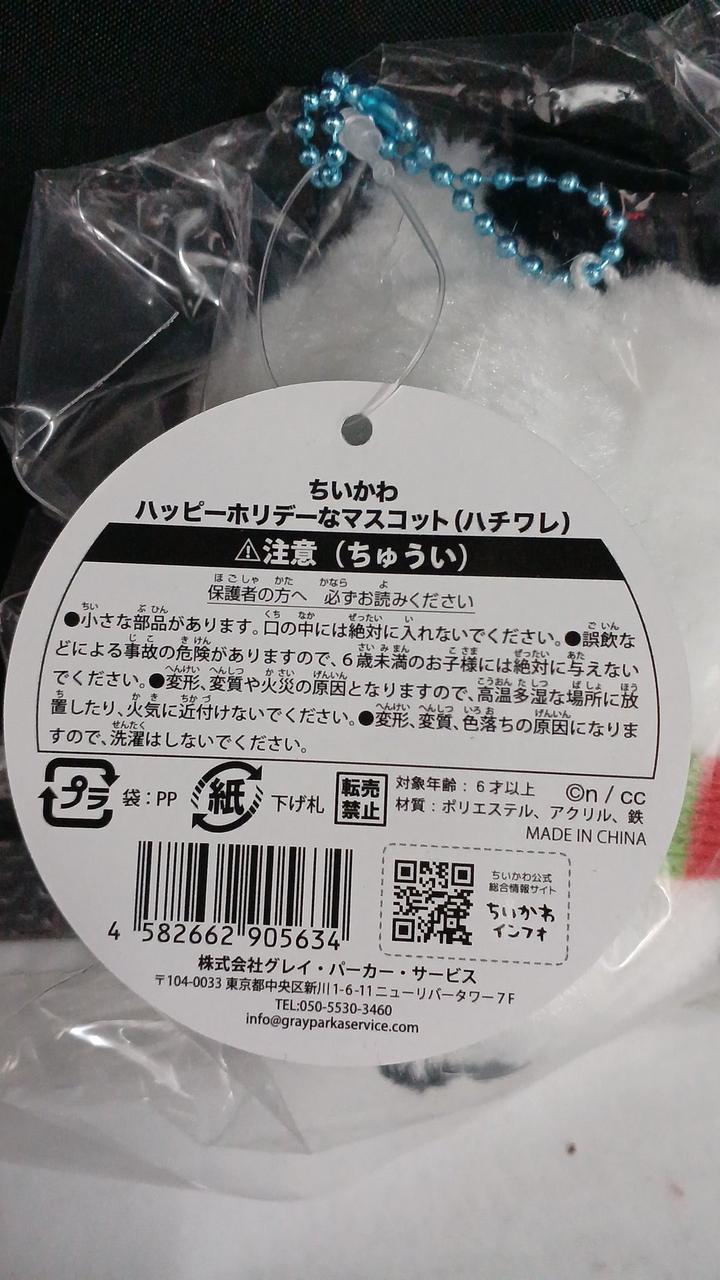 ちいかわ
ハッピーホリデーなマスコット(ハチワレ)
⚠注意(ちゅうい)
保護者の方へ 必ずお読みください
●小さな部品があります。口の中には絶対に入れないでください。●誤飲な
どによる事故の危険がありますので、6歳未満のお子様には絶対に与えない
でください。●変形、変質や火災の原因となりますので、高温多湿な場所に放
置したり、火気に近付けないでください。●変形、変質、色落ちの原因になりま
すので、洗濯はしないでください。
プラ 袋:PP 紙 下げ札 転売禁止 対象年齢:6才以上 ©n / cc
材質:ポリエステル、アクリル、鉄
MADE IN CHINA
ちいかわ公式
総合情報サイト
ちいかわ
インフォ
4 582662 905634
株式会社グレイ・パーカー・サービス
〒104-0033 東京都中央区新川1-6-11 ニューリバータワー7F
TEL:050-5530-3460
info@grayparkaservice.com